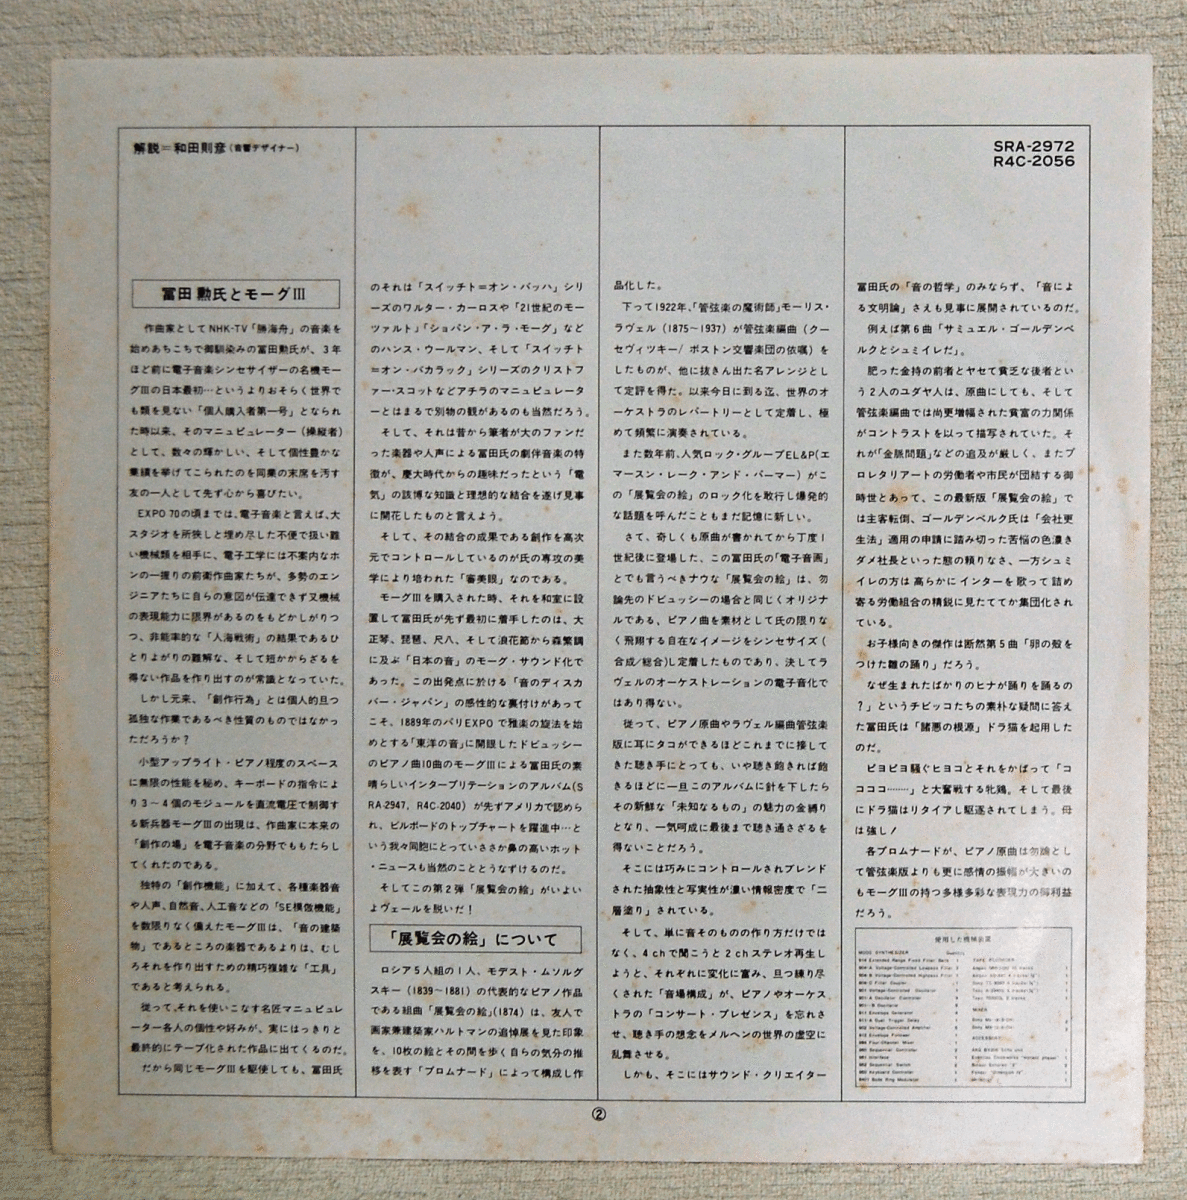 解説=和田則彦(音響デザイナー)
SRA-2972
R4C-2056
冨田 勲氏とモーグIII
作曲家としてNHK-TV「勝海舟」の音楽を
始めあちこちで御馴染みの冨田勲氏が、3年
ほど前に電子音楽シンセサイザーの名機モー
グIIIの日本最初…というよりおそらく世界で
も類を見ない「個人購入者第一号」となられ
た時以来、そのマニュピレーター(操縦者)
として、数々の輝かしい、そして個性豊かな
業績を挙げてこられたのを同業の末席を汚す
友の一人として先ず心から喜びたい。
EXPO 70の頃までは、電子音楽と言えば、大
スタジオを所狭しと埋め尽した不便で扱い難
い機械類を相手に、電子工学には不案内なホ
ンの一握りの前衛作曲家たちが、多勢のエン
ジニアたちに自らの意図が伝達できず又機械
の表現能力に限界があるのをもどかしがりつ
つ、非能率的な「人海戦術」の結果であるひ
とりよがりの難解な、そして短かからざるを
得ない作品を作り出すのが常識となっていた。
しかし元来、「創作行為」とは個人的且つ
孤独な作業であるべき性質のものではなかっ
ただろうか?
小型アップライト・ピアノ程度のスペース
に無限の性能を秘め、キーボードの指令によ
り3〜4個のモジュールを直流電圧で制御す
る新兵器モーグIIIの出現は、作曲家に本来の
「創作の場」を電子音楽の分野でももたらし
てくれたのである。
独特の「創作機能」に加えて、各種楽器音
や人声、自然音、人工音などの「SE模倣機能」
を数限りなく備えたモーグIIIは、「音の建築
物」であるところの楽器であるよりは、むし
ろそれを作り出すための精巧複雑な「工具」
であると考えられる。
従って、それを使いこなす名匠マニュピレ
ーター各人の個性や好みが、実にはっきりと
最終的にテープ化された作品に出てくるのだ。
だから同じモーグIIIを駆使しても、冨田氏
のそれは「スイッチト=オン・バッハ」シリ
ーズのワルター・カーロスや「21世紀のモー
ツァルト」「ショパン・ア・ラ・モーグ」など
のハンス・ウールマン、そして「スイッチト
=オン・バカラック」シリーズのクリストフ
ァー・スコットなどアチラのマニュピレータ
ーとはまるで別物の観があるのも当然だろう。
そして、それは昔から筆者が大のファンだ
った楽器や人声による冨田氏の劇伴音楽の特
徴が、慶大時代からの趣味だったという「電
気」の該博な知識と理想的な結合を遂げ見事
に開花したものと言えよう。
そして、その結合の成果である創作を高次
元でコントロールしているのが氏の専攻の美
学により培われた「審美眼」なのである。
モーグIIIを購入された時、それを和室に設
置して冨田氏が先ず最初に着手したのは、大
正琴、琵琶、尺八、そして浪花節から森繁調
に及ぶ「日本の音」のモーグ・サウンド化で
あった。この出発点に於ける「音のディスカ
バー・ジャパン」の感性的な裏付けがあって
こそ、1889年のパリEXPOで雅楽の旋法を始
めとする「東洋の音」に開眼したドビュッシー
のピアノ曲10曲のモーグIIIによる冨田氏の素
晴らしいインタープリテーションのアルバム(S
RA-2947, R4C-2040)が先ずアメリカで認めら
れ、ビルボードのトップチャートを躍進中…と
いう我々同胞にとっていささか鼻の高いホット
・ニュースも当然のこととうなずけるのだ。
そしてこの第2弾「展覧会の絵」がいよい
よヴェールを脱いだ!
「展覧会の絵」について
ロシア5人組の1人、モデスト・ムソルグ
スキー(1839〜1881)の代表的なピアノ作品
である組曲「展覧会の絵」(1874)は、友人で
画家兼建築家ハルトマンの追悼展を見た印象
を、10枚の絵とその間を歩く自らの気分の推
移を表す「プロムナード」によって構成し作
品化した。
下って1922年、「管弦楽の魔術師」モーリス・
ラヴェル(1875〜1937)が管弦楽編曲(クー
セヴィツキー/ボストン交響楽団の依嘱)を
したものが、他に抜きん出た名アレンジとし
て定評を得た。以来今日に到る迄、世界のオ
ーケストラのレパートリーとして定着し、極
めて頻繁に演奏されている。
また数年前、人気ロック・グループEL&P(エ
マースン・レーク・アンド・パーマー)がこ
の「展覧会の絵」のロック化を敢行し爆発的
な話題を呼んだこともまだ記憶に新しい。
さて、奇しくも原曲が書かれてから丁度1
世紀後に登場した、この冨田氏の「電子音画」
とでも言うべきナウな「展覧会の絵」は、勿
論先のドビュッシーの場合と同じくオリジナ
ルである、ピアノ曲を素材として氏の限りな
く飛翔する自在なイメージをシンセサイズ(
合成/総合)し定着したものであり、決してラ
ヴェルのオーケストレーションの電子音化で
はあり得ない。
従って、ピアノ原曲やラヴェル編曲管弦楽
版に耳にタコができるほどこれまでに接して
きた聴き手にとっても、いや聴き飽きれば飽
きるほどに一旦このアルバムに針を下したら
その新鮮な「未知なるもの」の魅力の金縛り
となり、一気呵成に最後まで聴き通さざるを
得ないことだろう。
そこには巧みにコントロールされブレンド
された抽象性と写実性が濃い情報密度で「二
層塗り」されている。
そして、単に音そのものの作り方だけでは
なく、4chで聞こうと2chステレオ再生し
ようと、それぞれに変化に富み、且つ練り尽
くされた「音場構成」が、ピアノやオーケス
トラの「コンサート・プレゼンス」を忘れさ
せ、聴き手の想念をメルヘンの世界の虚空に
乱舞させる。
しかも、そこにはサウンド・クリエイター
冨田氏の「音の哲学」のみならず、「音によ
る文明論」さえも見事に展開されているのだ。
例えば第6曲「サミュエル・ゴールデンベ
ルクとシュミイレだ」。
肥った金持の前者とヤセて貧乏な後者とい
う2人のユダヤ人は、原曲にしても、そして
管弦楽編曲では尚更増幅された貧富の力関係
がコントラストを以って描写されていた。そ
れが「金脈問題」などの追及が厳しく、またプ
ロレタリアートの労働者や市民が団結する御
時世とあって、この最新版「展覧会の絵」で
は主客転倒、ゴールデンベルク氏は「会社更
生法」適用の申請に踏み切った苦悩の色濃き
ダメ社長といった態の頼りなさ、一方シュミ
イレの方は高らかにインターを歌って詰め
寄る労働組合の精鋭に見たててか集団化され
ている。
お子様向きの傑作は断然第5曲「卵の殻を
つけた雛の踊り」だろう。
なぜ生まれたばかりのヒナが踊りを踊るの
?」というチビッコたちの素朴な疑問に答え
た冨田氏は「諸悪の根源」ドラ猫を起用した
のだ。
ピヨピヨ騒ぐヒヨコとそれをかばって「コ
ココココ……」と大奮戦する牝鶏。そして最後
にドラ猫はリタイアし駆逐されてしまう。母
は強し!
各プロムナードが、ピアノ原曲は勿論とし
て管弦楽版よりも更に感情の振幅が大きいの
もモーグIIIの持つ多様多彩な表現力の御利益
だろう。
使用した機械装置
MOOG SYNTHESIZER
②